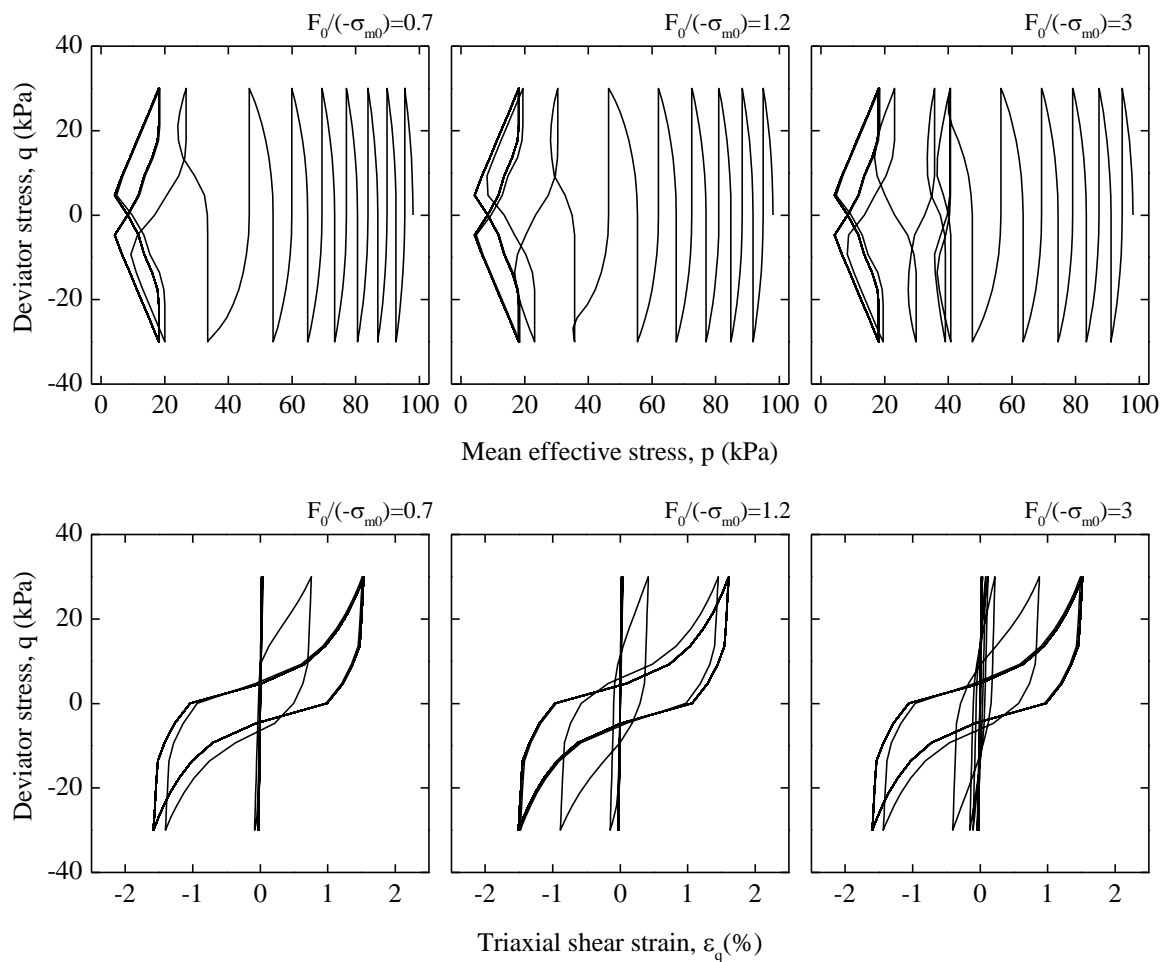 F₀/(-σₘ₀)=0.7 F₀/(-σₘ₀)=1.2 F₀/(-σₘ₀)=3
Deviator stress, q (kPa)
40
20
0
-20
-40
0 20 40 60 80 100 0 20 40 60 80 100 0 20 40 60 80 100
Mean effective stress, p (kPa)
F₀/(-σₘ₀)=0.7 F₀/(-σₘ₀)=1.2 F₀/(-σₘ₀)=3
Deviator stress, q (kPa)
40
20
0
-20
-40
-2 -1 0 1 2 -2 -1 0 1 2 -2 -1 0 1 2
Triaxial shear strain, ε_q(%)